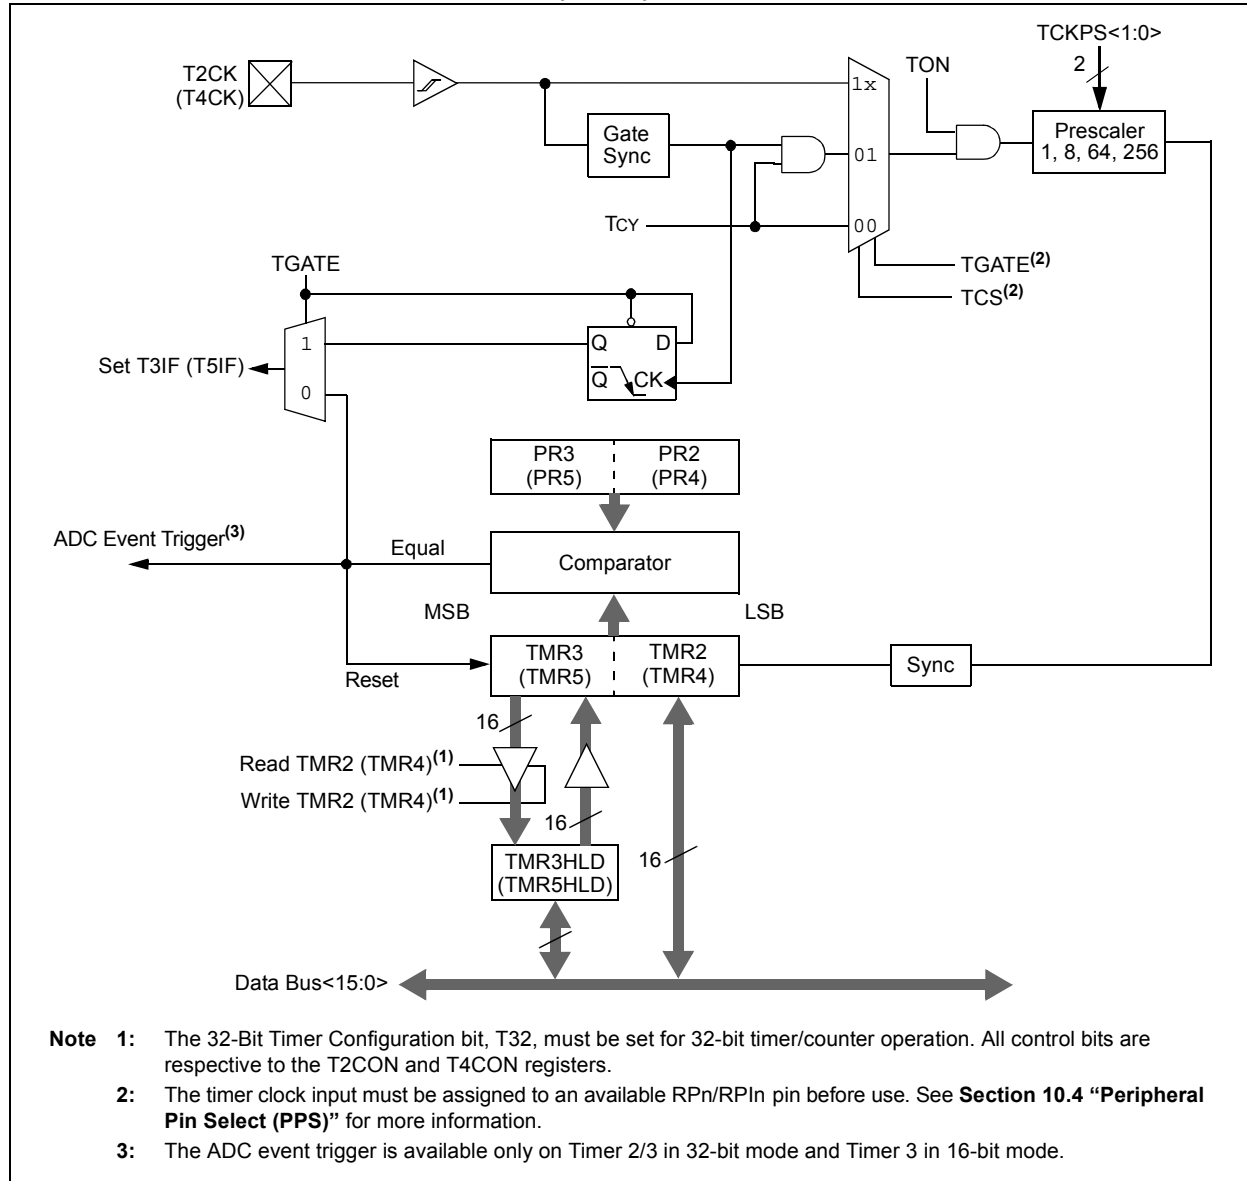 TCKPS<1:0>
2
T2CK
(T4CK)
TON
1x
Gate
Sync
Prescaler
1, 8, 64, 256
01
TCY
00
TGATE(2)
TCS(2)
TGATE
1
Q D
Set T3IF (T5IF)
Q CK
0
PR3
(PR5)
PR2
(PR4)
ADC Event Trigger(3)
Equal
Comparator
MSB
LSB
TMR3
(TMR5)
TMR2
(TMR4)
Sync
Reset
16
Read TMR2 (TMR4)(1)
Write TMR2 (TMR4)(1)
16
TMR3HLD
(TMR5HLD)
16
Data Bus<15:0>
Note 1: The 32-Bit Timer Configuration bit, T32, must be set for 32-bit timer/counter operation. All control bits are
respective to the T2CON and T4CON registers.
2: The timer clock input must be assigned to an available RPn/RPIn pin before use. See Section 10.4 “Peripheral
Pin Select (PPS)” for more information.
3: The ADC event trigger is available only on Timer 2/3 in 32-bit mode and Timer 3 in 16-bit mode.